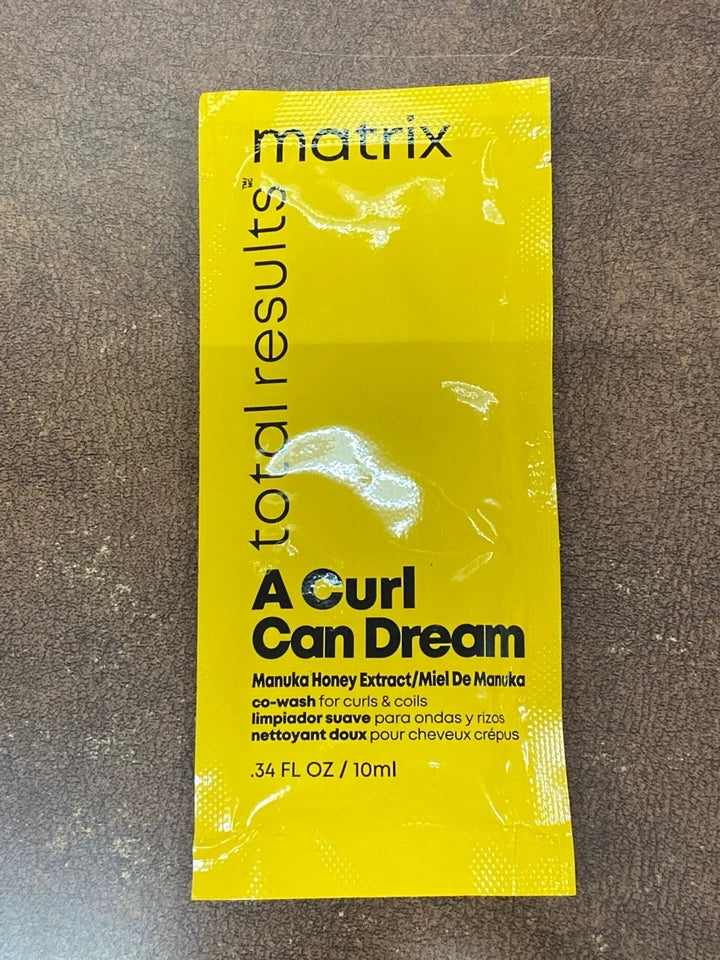 matrix
total results™/MC
A Curl
Can Dream
Manuka Honey Extract/Miel De Manuka
co-wash for curls & coils
limpiador suave para ondas y rizos
nettoyant doux pour cheveux crépus
.34 FL OZ / 10ml